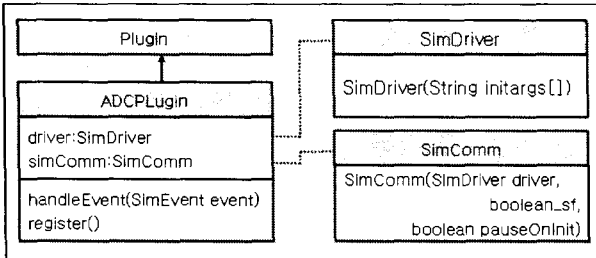 Plugin
ADCPLugin
driver:SimDriver
simComm:SimComm
handleEvent(SimEvent event)
register()
SimDriver
SimDriver(String initargs[])
SimComm
SimComm(SimDriver driver,
boolean_sf,
boolean pauseOnInit)